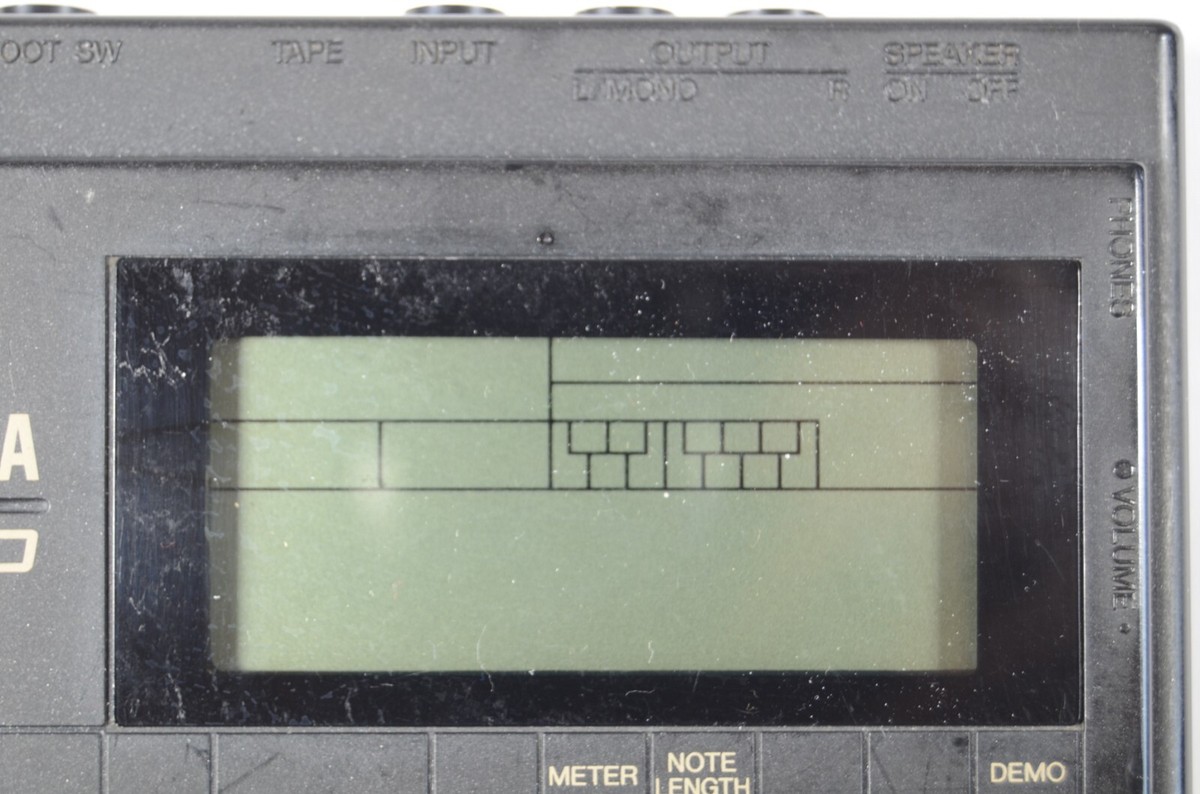 OOT SW
TAPE
INPUT
OUTPUT
L/MONO R
SPEAKER
ON OFF
PHONES
VOLUME
A
METER
NOTE
LENGTH
DEMO